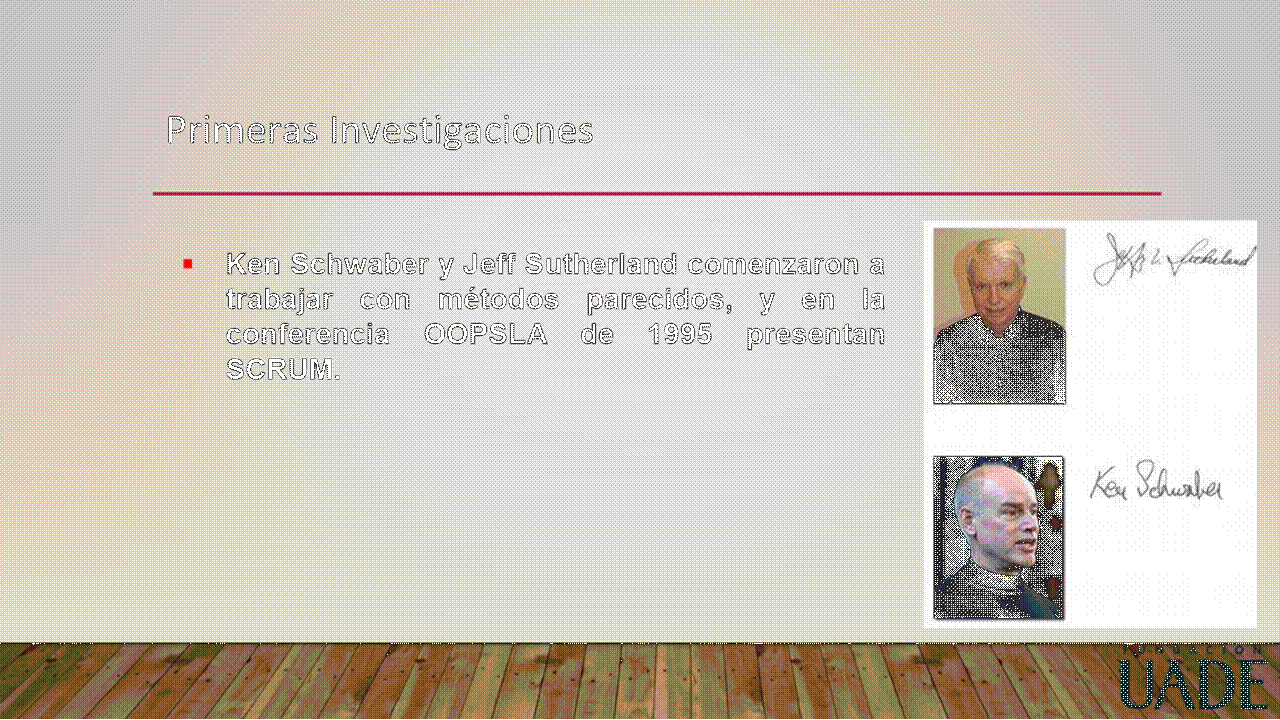 Primeras Investigaciones
Ken Schwaber y Jeff Sutherland comenzaron a
trabajar con métodos parecidos, y en la
conferencia OOPSLA de 1995 presentan
SCRUM.
Jeff Sutherland
Ken Schwaber
FUNDACIÓN
UADE